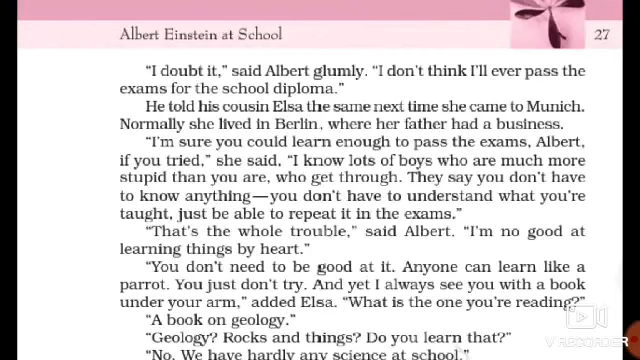 Albert Einstein at School 27
“I doubt it,” said Albert glumly. “I don’t think I’ll ever pass the
exams for the school diploma.”
He told his cousin Elsa the same next time she came to Munich.
Normally she lived in Berlin, where her father had a business.
“I’m sure you could learn enough to pass the exams, Albert,
if you tried,” she said, “I know lots of boys who are much more
stupid than you are, who get through. They say you don’t have
to know anything — you don’t have to understand what you’re
taught, just be able to repeat it in the exams.”
“That’s the whole trouble,” said Albert. “I’m no good at
learning things by heart.”
“You don’t need to be good at it. Anyone can learn like a
parrot. You just don’t try. And yet I always see you with a book
under your arm,” added Elsa. “What is the one you’re reading?”
“A book on geology.”
“Geology? Rocks and things? Do you learn that?”
“No. We have hardly any science at school.”
V RECORDER